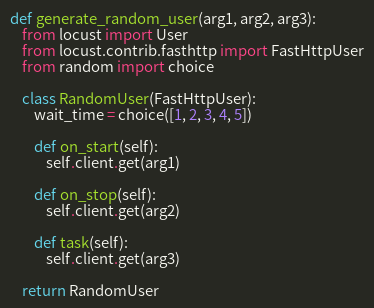 def generate_random_user(arg1, arg2, arg3):
    from locust import User
    from locust.contrib.fasthttp import FastHttpUser
    from random import choice

    class RandomUser(FastHttpUser):
        wait_time = choice([1, 2, 3, 4, 5])

        def on_start(self):
            self.client.get(arg1)

        def on_stop(self):
            self.client.get(arg2)

        def task(self):
            self.client.get(arg3)

    return RandomUser